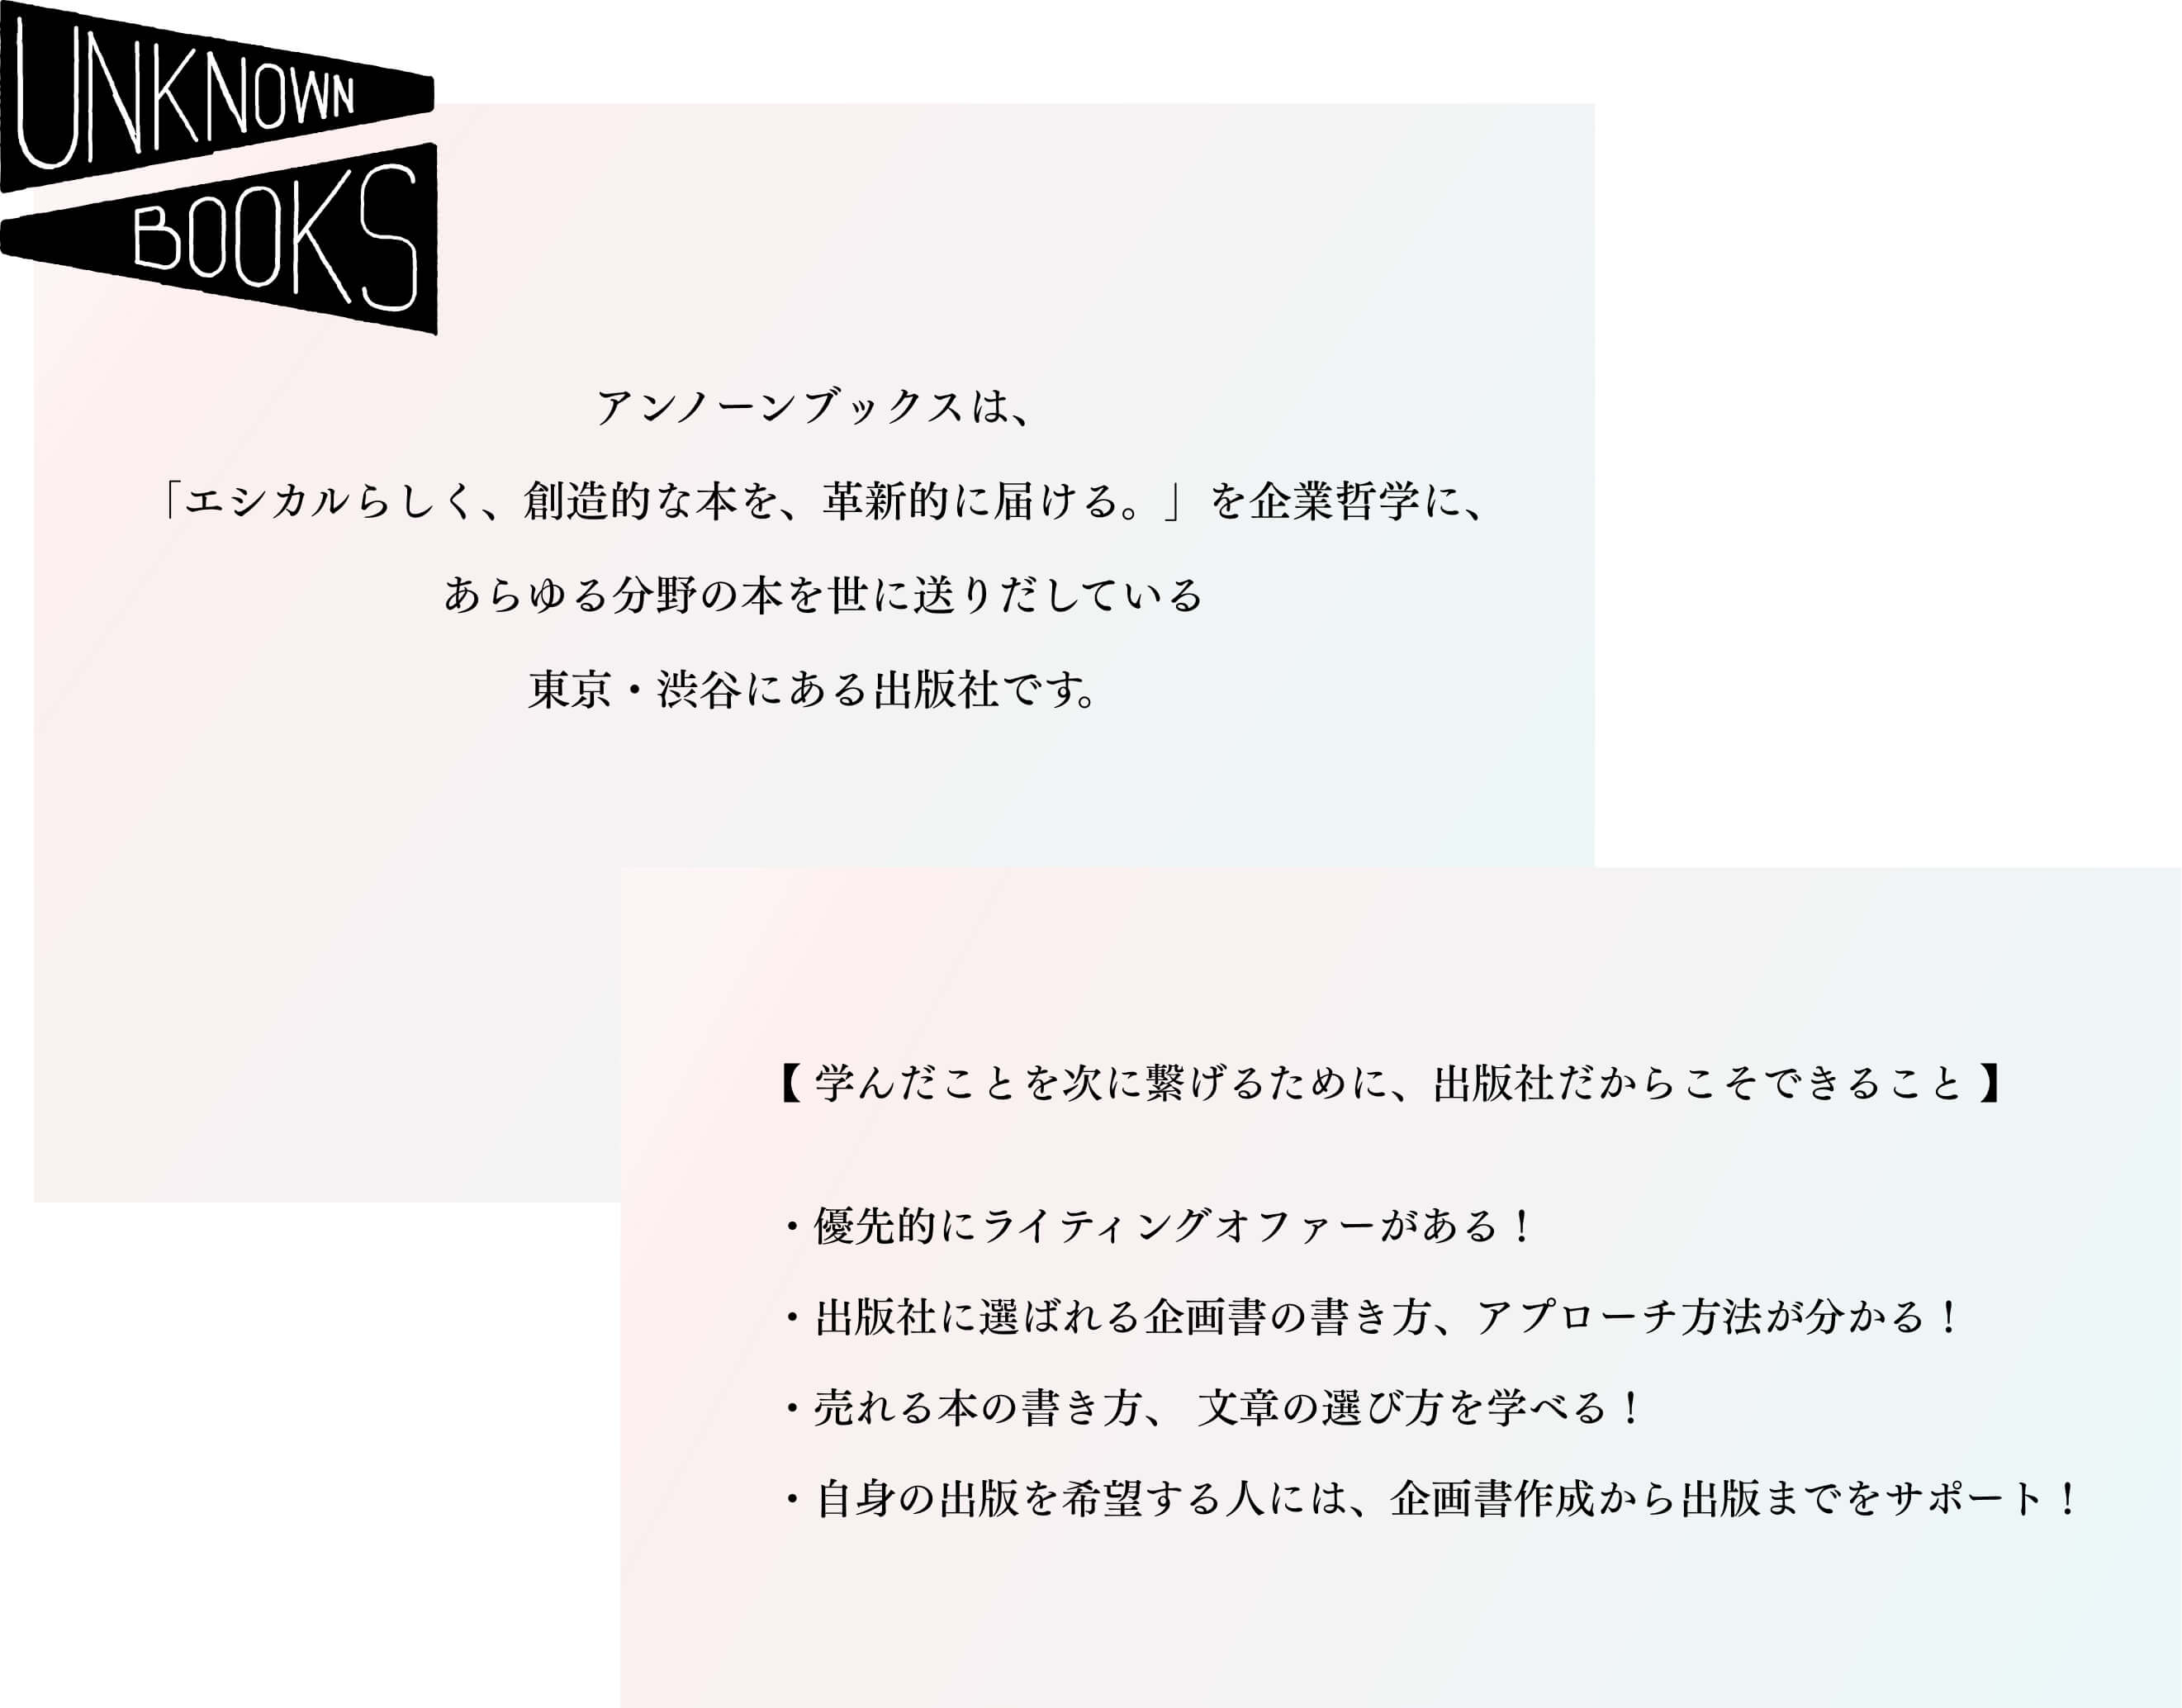 UNKNOWN
BOOKS
アンノーンブックスは、
「エシカルらしく、創造的な本を、革新的に届ける。」を企業哲学に、
あらゆる分野の本を世に送りだしている
東京・渋谷にある出版社です。
【 学んだことを次に繋げるために、出版社だからこそできること 】
・優先的にライティングオファーがある！
・出版社に選ばれる企画書の書き方、アプローチ方法が分かる！
・売れる本の書き方、 文章の選び方を学べる！
・自身の出版を希望する人には、企画書作成から出版までをサポート！